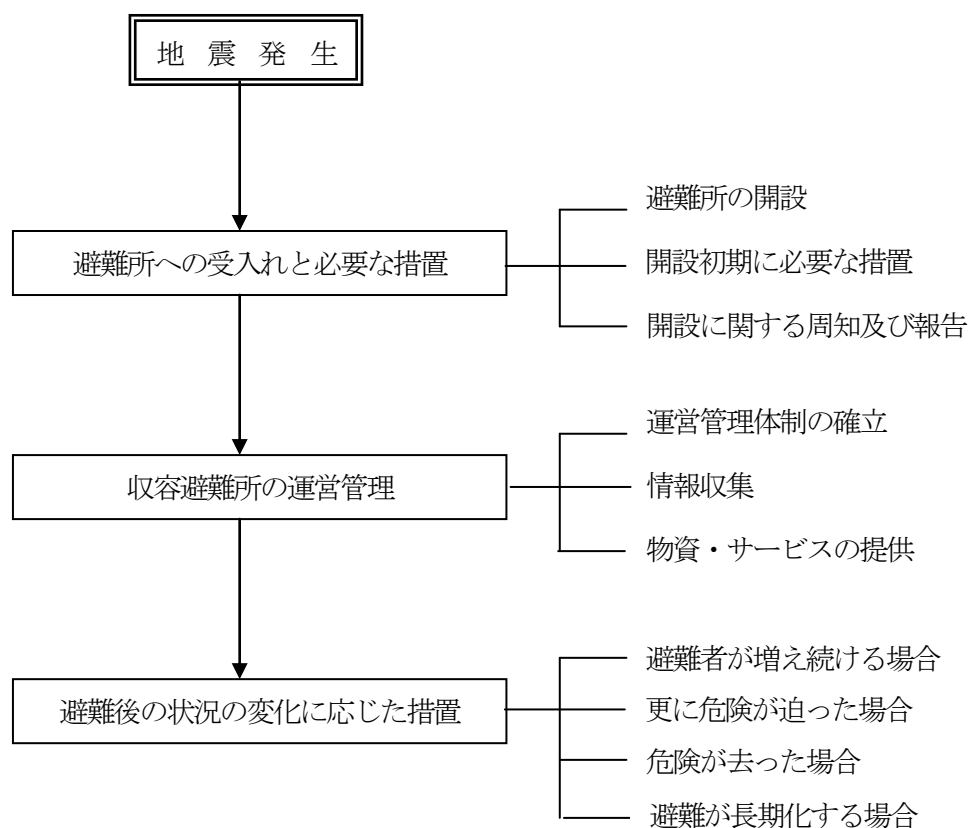 地 震 発 生
避難所への受入れと必要な措置
避難所の開設
開設初期に必要な措置
開設に関する周知及び報告
収容避難所の運営管理
運営管理体制の確立
情報収集
物資・サービスの提供
避難後の状況の変化に応じた措置
避難者が増え続ける場合
更に危険が迫った場合
危険が去った場合
避難が長期化する場合